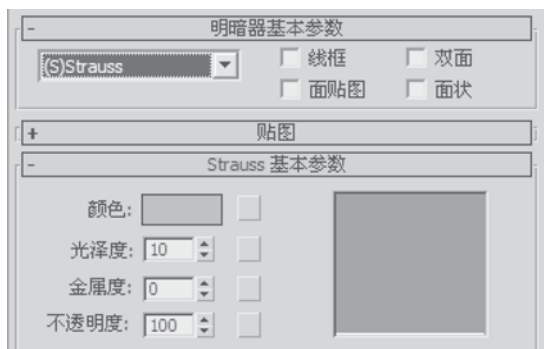 - 明暗器基本参数
(S)Strauss 线框 双面
面贴图 面状
+ 贴图
- Strauss 基本参数
颜色:
光泽度: 10
金属度: 0
不透明度: 100